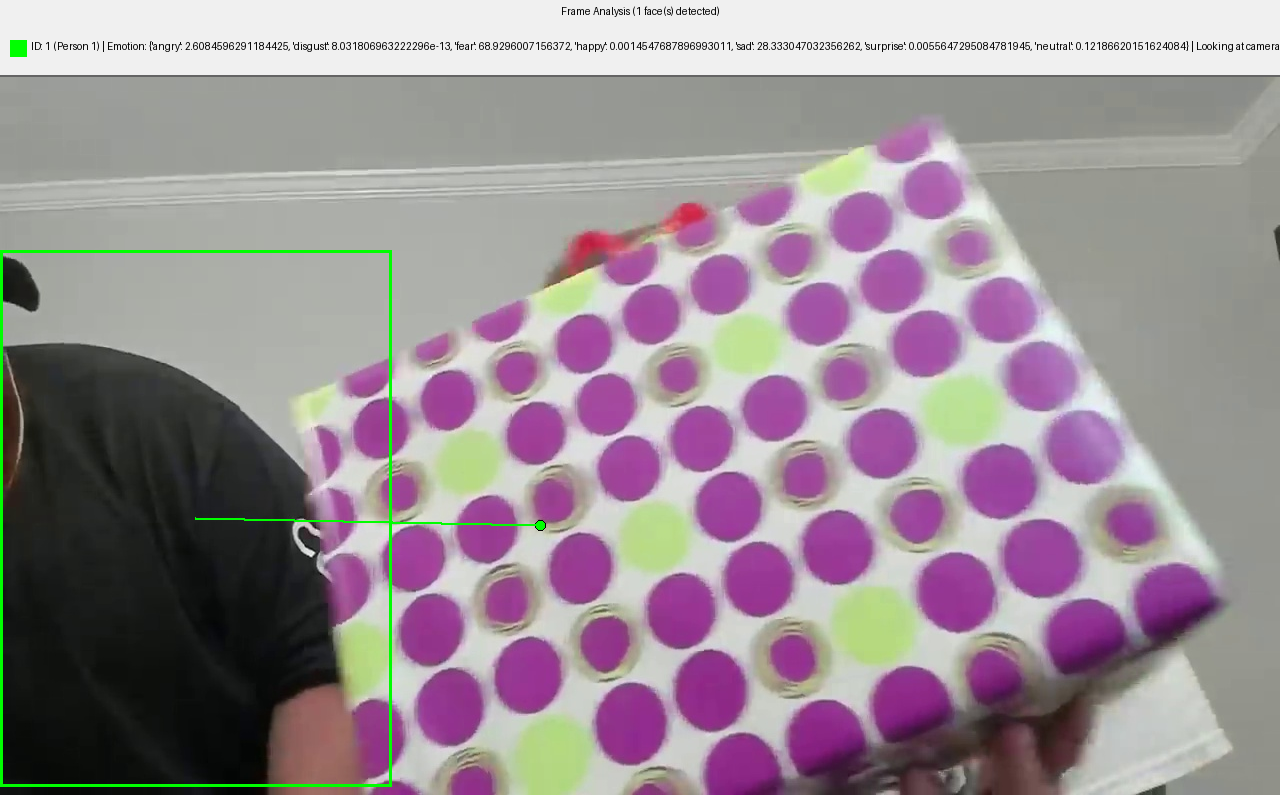 Frame Analysis (1 face(s) detected)
ID: 1 (Person 1) | Emotion: {'angry': 2.6084596291184425, 'disgust': 8.031806963222296e-13, 'fear': 68.9296007156372, 'happy': 0.0014547687896993011, 'sad': 28.333047032356262, 'surprise': 0.0055647295084781945, 'neutral': 0.12186620151624084} | Looking at camera